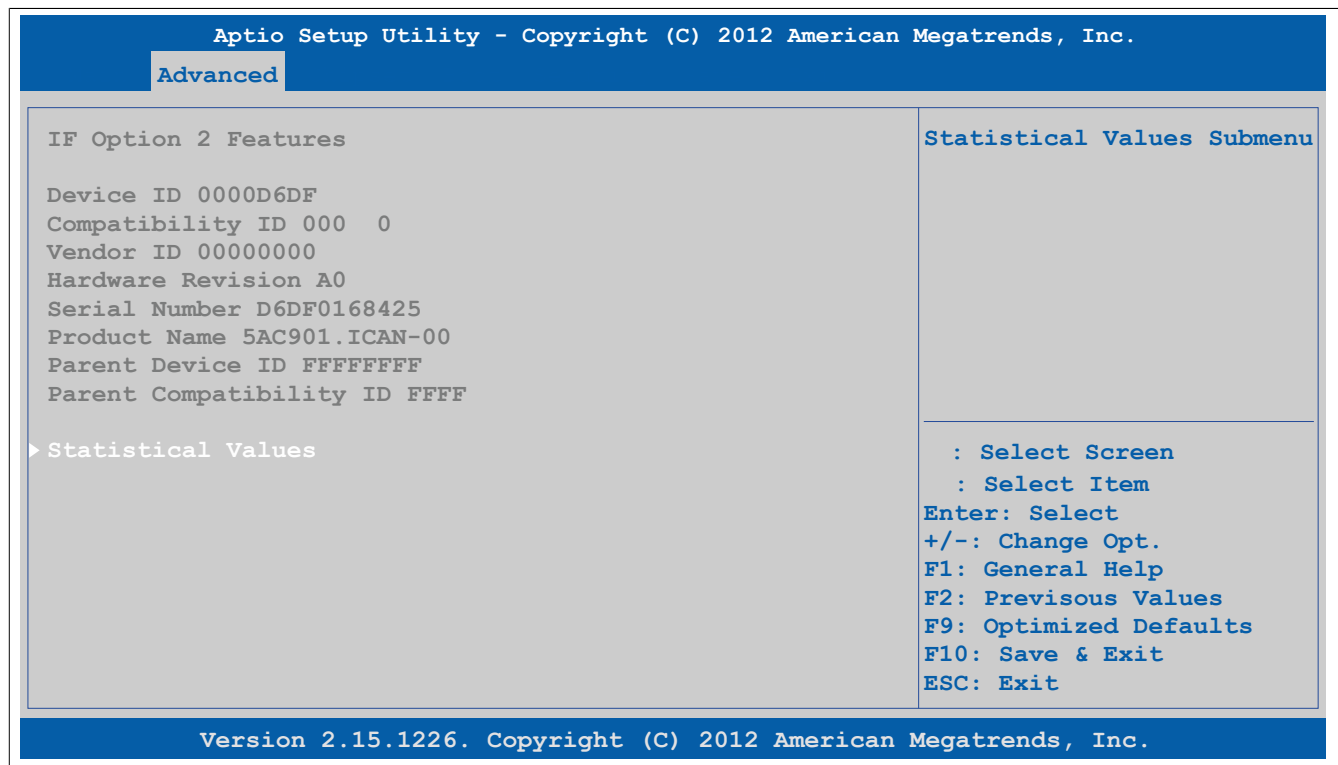 Aptio Setup Utility - Copyright (C) 2012 American Megatrends, Inc.
Advanced
IF Option 2 Features
Device ID 0000D6DF
Compatibility ID 000  0
Vendor ID 00000000
Hardware Revision A0
Serial Number D6DF0168425
Product Name 5AC901.ICAN-00
Parent Device ID FFFFFFFF
Parent Compatibility ID FFFF
Statistical Values
Statistical Values Submenu
: Select Screen
: Select Item
Enter: Select
+/-: Change Opt.
F1: General Help
F2: Previsous Values
F9: Optimized Defaults
F10: Save & Exit
ESC: Exit
Version 2.15.1226. Copyright (C) 2012 American Megatrends, Inc.